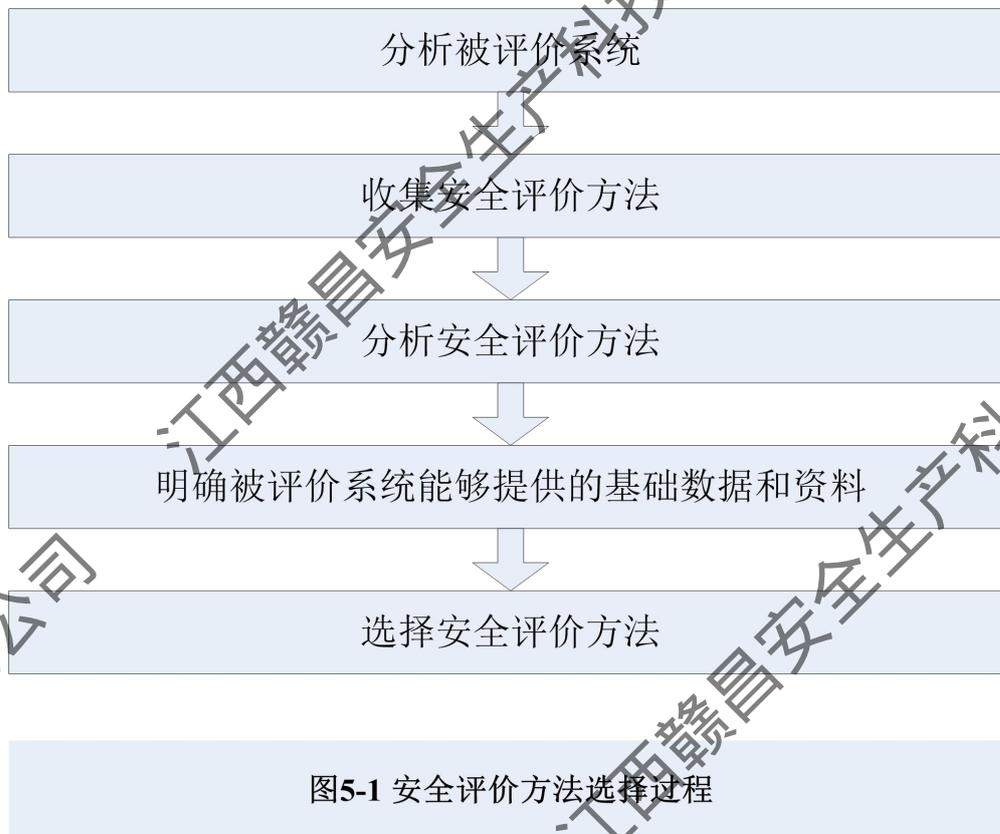 分析被评价系统
收集安全评价方法
分析安全评价方法
明确被评价系统能够提供的基础数据和资料
选择安全评价方法
图5-1 安全评价方法选择过程
江西赣昌安全生产科技
公司
江西赣昌安全生产科